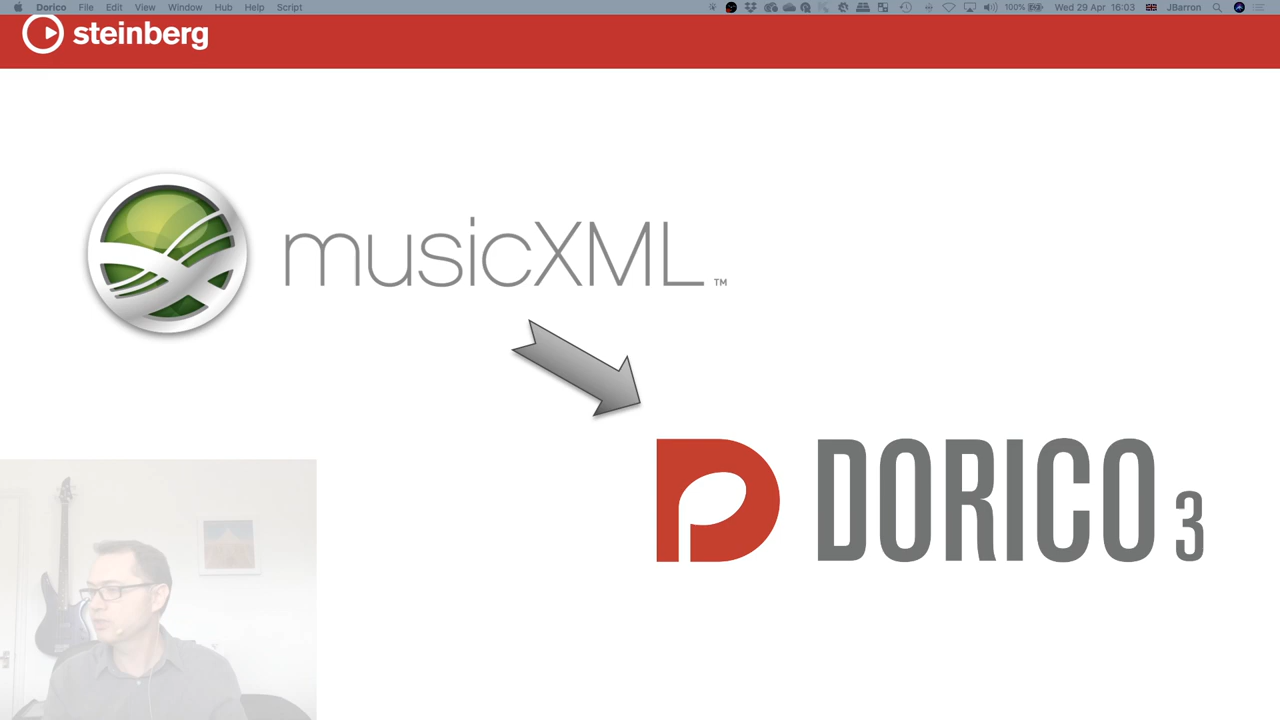 Dorico File Edit View Window Hub Help Script 100% Wed 29 Apr 16:03 JBarron
steinberg
musicXML™
DORICO 3